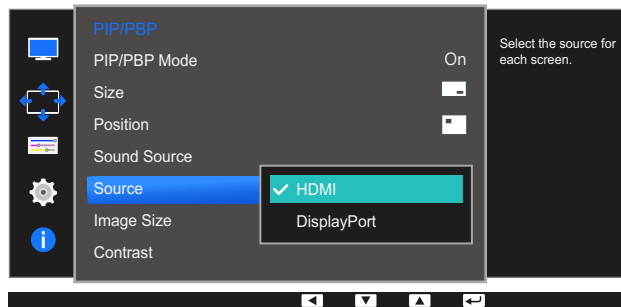 PIP/PBP
PIP/PBP Mode On
Size
Position
Sound Source
Source
Image Size
Contrast
HDMI
DisplayPort
Select the source for
each screen.